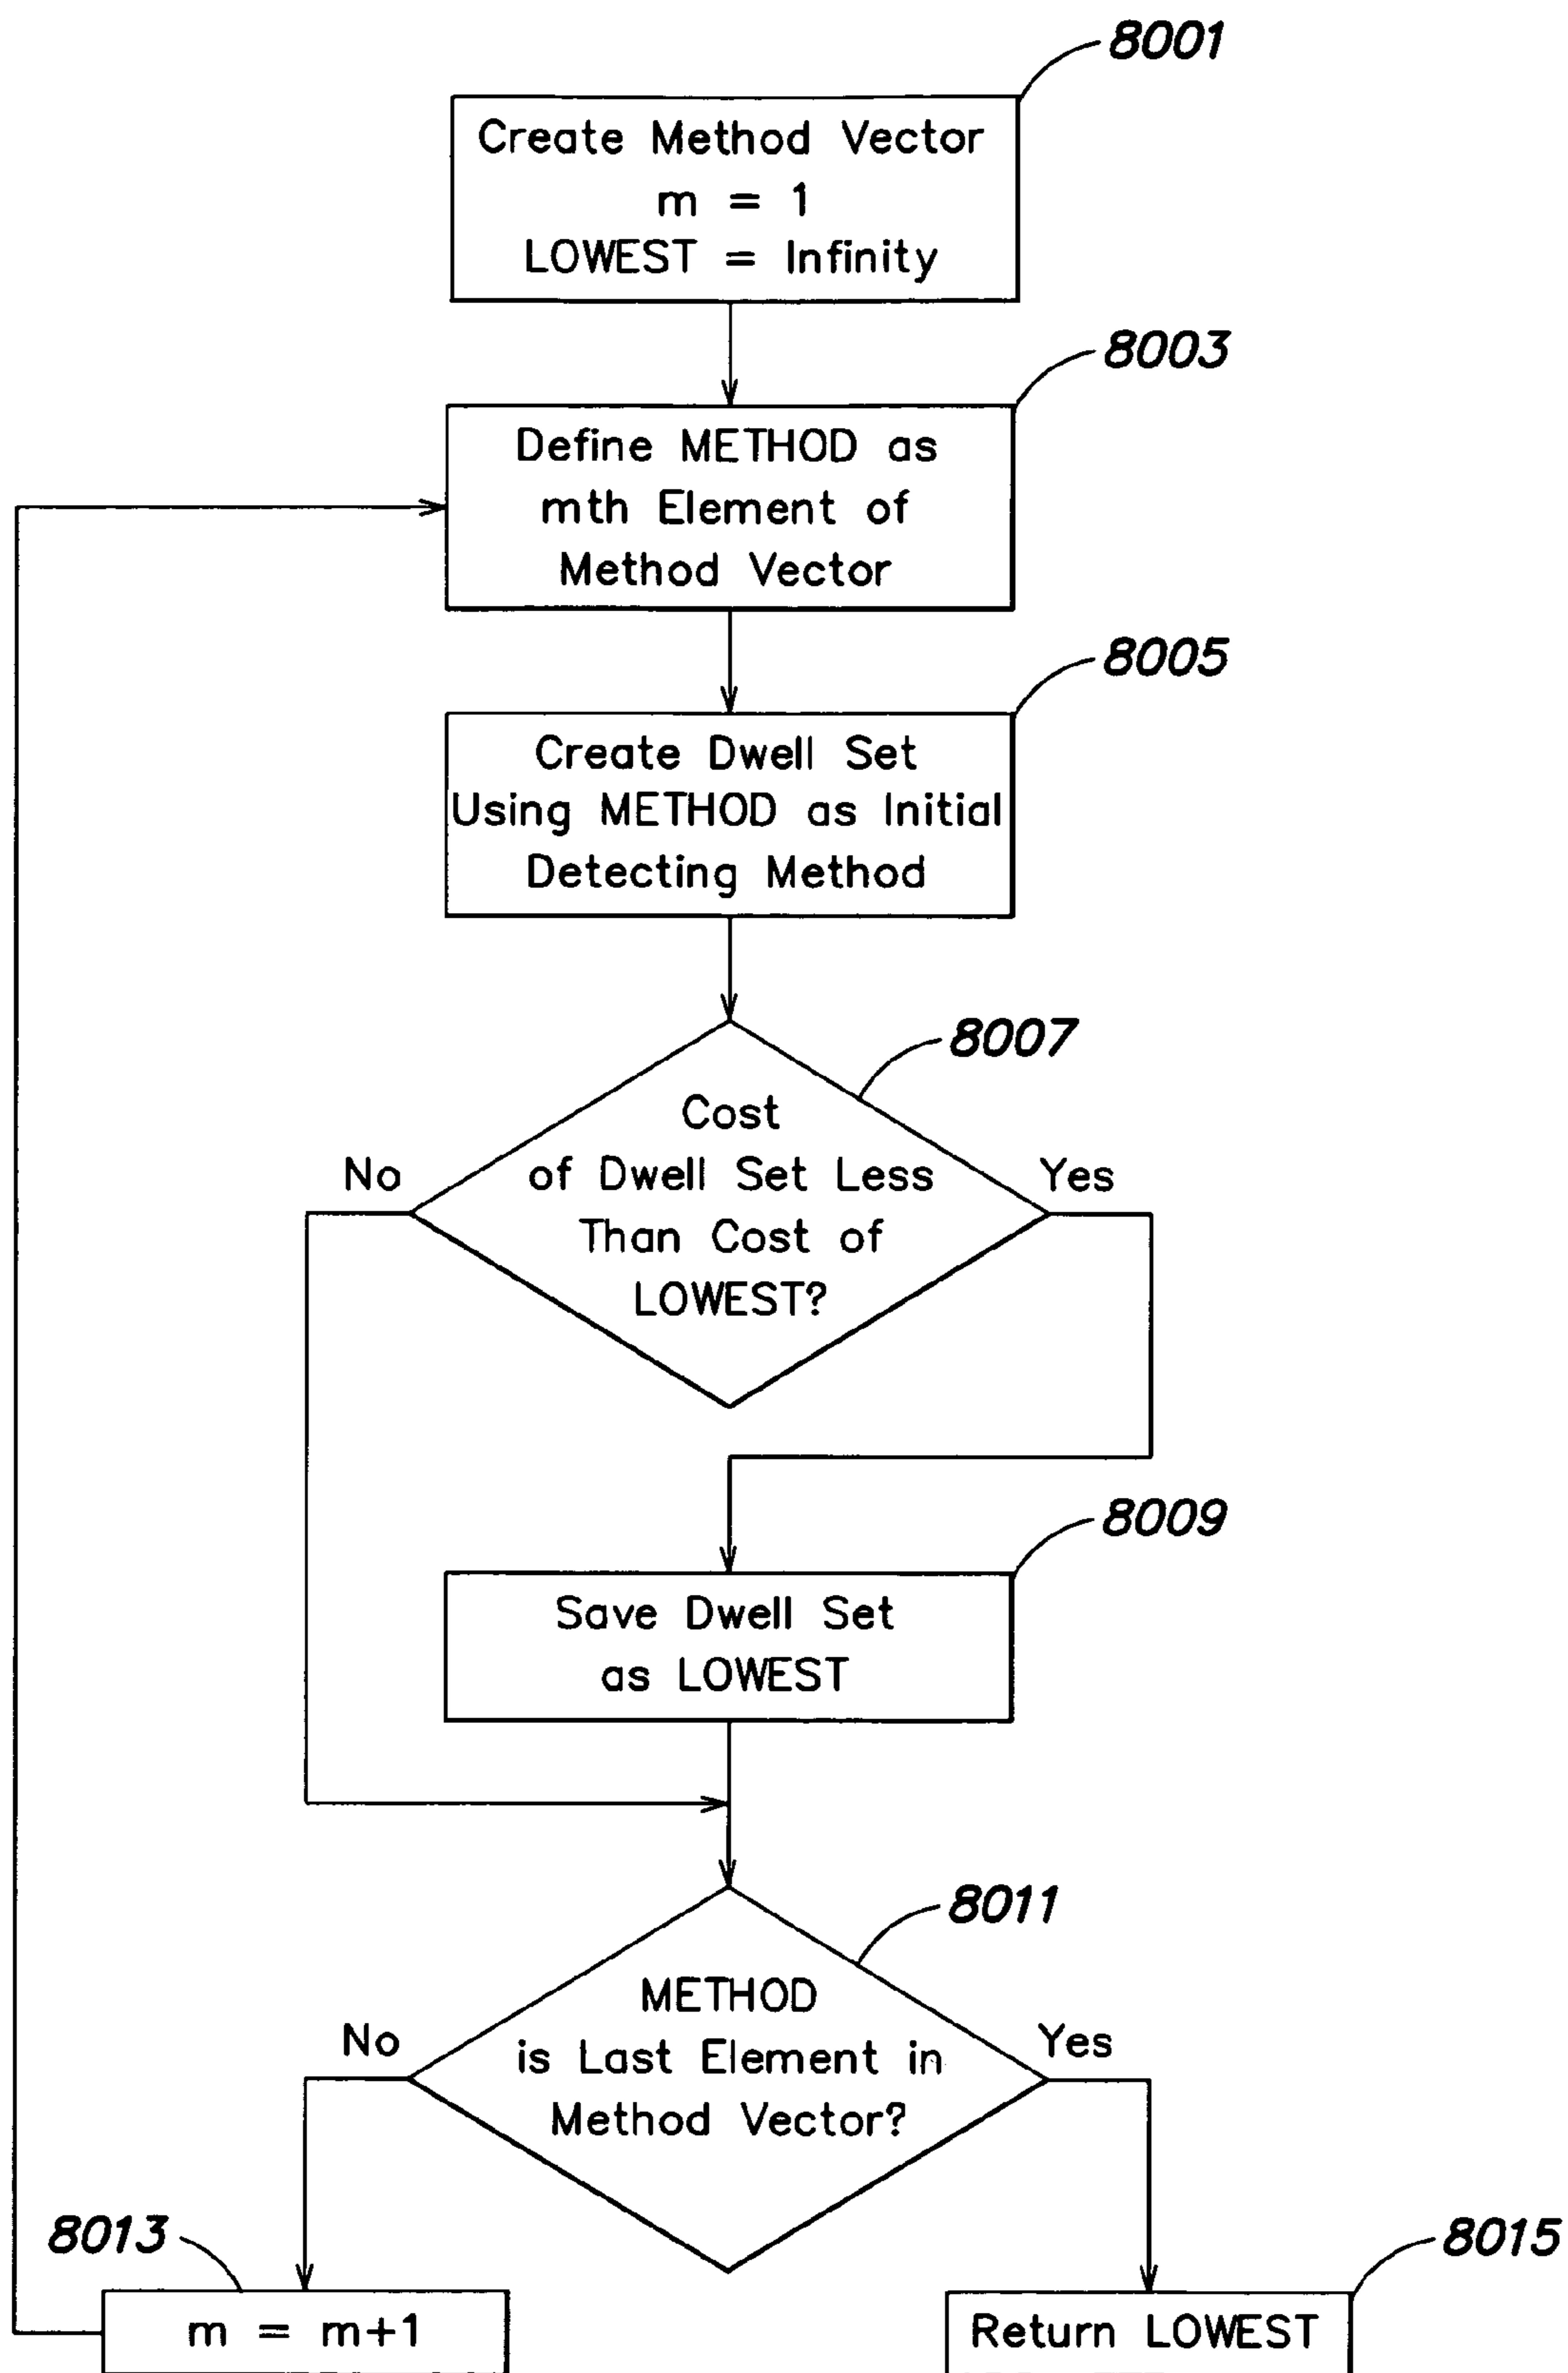 8001
Create Method Vector
m = 1
LOWEST = Infinity
8003
Define METHOD as
mth Element of
Method Vector
8005
Create Dwell Set
Using METHOD as Initial
Detecting Method
8007
Cost
of Dwell Set Less
Than Cost of
LOWEST?
No
Yes
8009
Save Dwell Set
as LOWEST
8011
METHOD
is Last Element in
Method Vector?
No
Yes
8013
m = m+1
8015
Return LOWEST